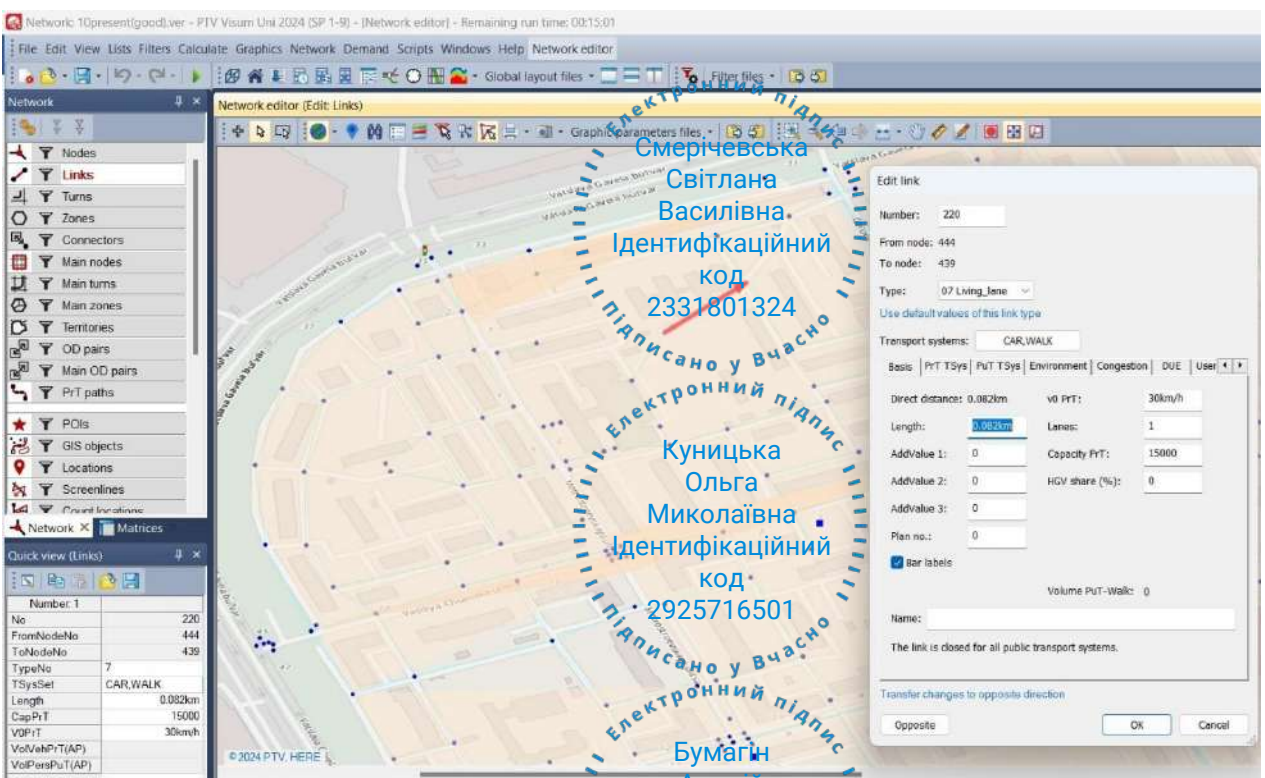 Network: 10present(good).ver - PTV Visum Uni 2024 (SP 1-9) - [Network editor] - Remaining run time: 00:15:01
File Edit View Lists Filters Calculate Graphics Network Demand Scripts Windows Help Network editor
Global layout files
Filter files
Network
Nodes
Links
Turns
Zones
Connectors
Main nodes
Main turns
Main zones
Territories
OD pairs
Main OD pairs
PrT paths
POIs
GIS objects
Locations
Screenlines
Count locations
Network
Matrices
Quick view (Links)
Number: 1
No 220
FromNodeNo 444
ToNodeNo 439
TypeNo 7
TSysSet CAR,WALK
Length 0.082km
CapPrT 15000
V0PrT 30km/h
VolVehPrT(AP)
VolPersPuT(AP)
Network editor (Edit: Links)
Graphic parameters files
© 2024 PTV, HERE
Електронний підпис
Смерічевська
Світлана
Василівна
Ідентифікаційний
код
2331801324
Підписано у Вчасно
Електронний підпис
Куницька
Ольга
Миколаївна
Ідентифікаційний
код
2925716501
Підписано у Вчасно
Електронний підпис
Бумагін
Edit link
Number: 220
From node: 444
To node: 439
Type: 07 Living_lane
Use default values of this link type
Transport systems: CAR,WALK
Basis PrT TSys PuT TSys Environment Congestion DUE User
Direct distance: 0.082km v0 PrT: 30km/h
Length: 0.082km Lanes: 1
AddValue 1: 0 Capacity PrT: 15000
AddValue 2: 0 HGV share (%): 0
AddValue 3: 0
Plan no.: 0
Bar labels
Volume PuT-Walk: 0
Name:
The link is closed for all public transport systems.
Transfer changes to opposite direction
Opposite OK Cancel